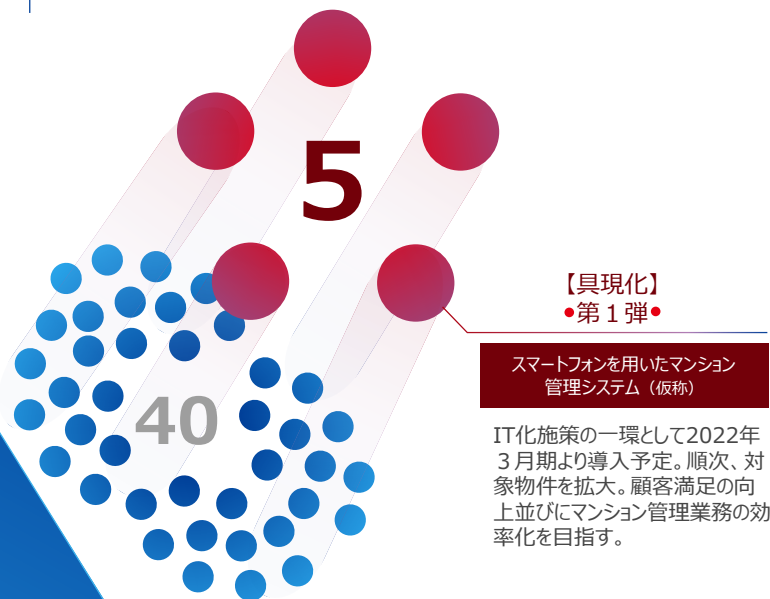 5
40
【具現化】
●第１弾●
スマートフォンを用いたマンション
管理システム（仮称）
IT化施策の一環として2022年
３月期より導入予定。順次、対
象物件を拡大。顧客満足の向
上並びにマンション管理業務の効
率化を目指す。